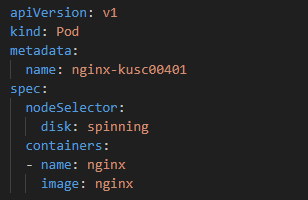 apiVersion: v1
kind: Pod
metadata:
  name: nginx-kusc00401
spec:
  nodeSelector:
    disk: spinning
  containers:
  - name: nginx
    image: nginx